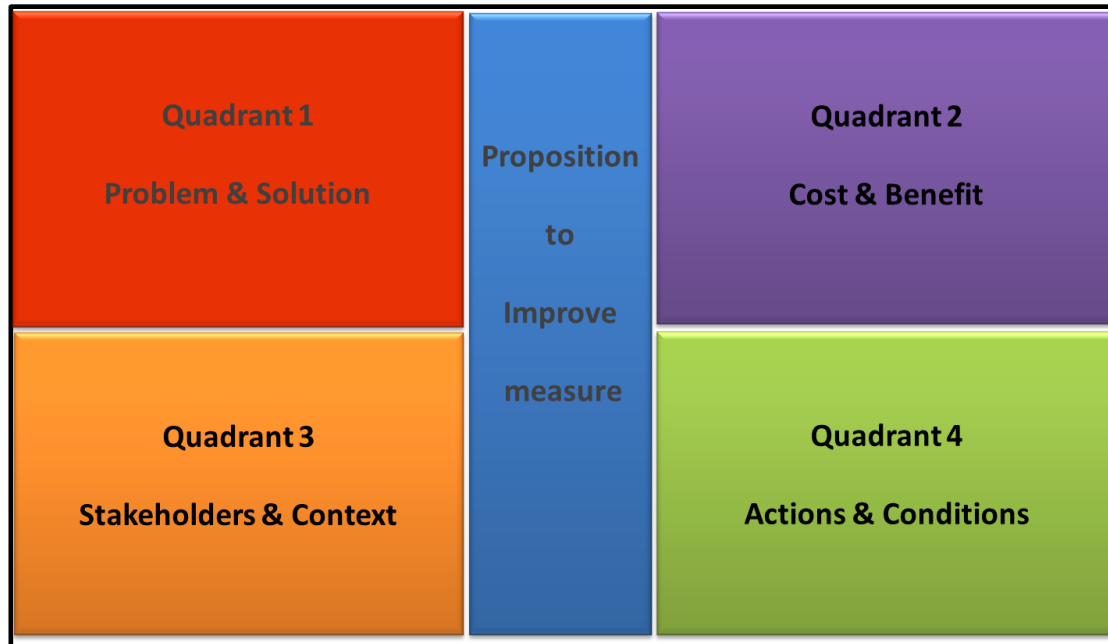 Quadrant 1
Problem & Solution
Proposition
to
Improve
measure
Quadrant 2
Cost & Benefit
Quadrant 3
Stakeholders & Context
Quadrant 4
Actions & Conditions